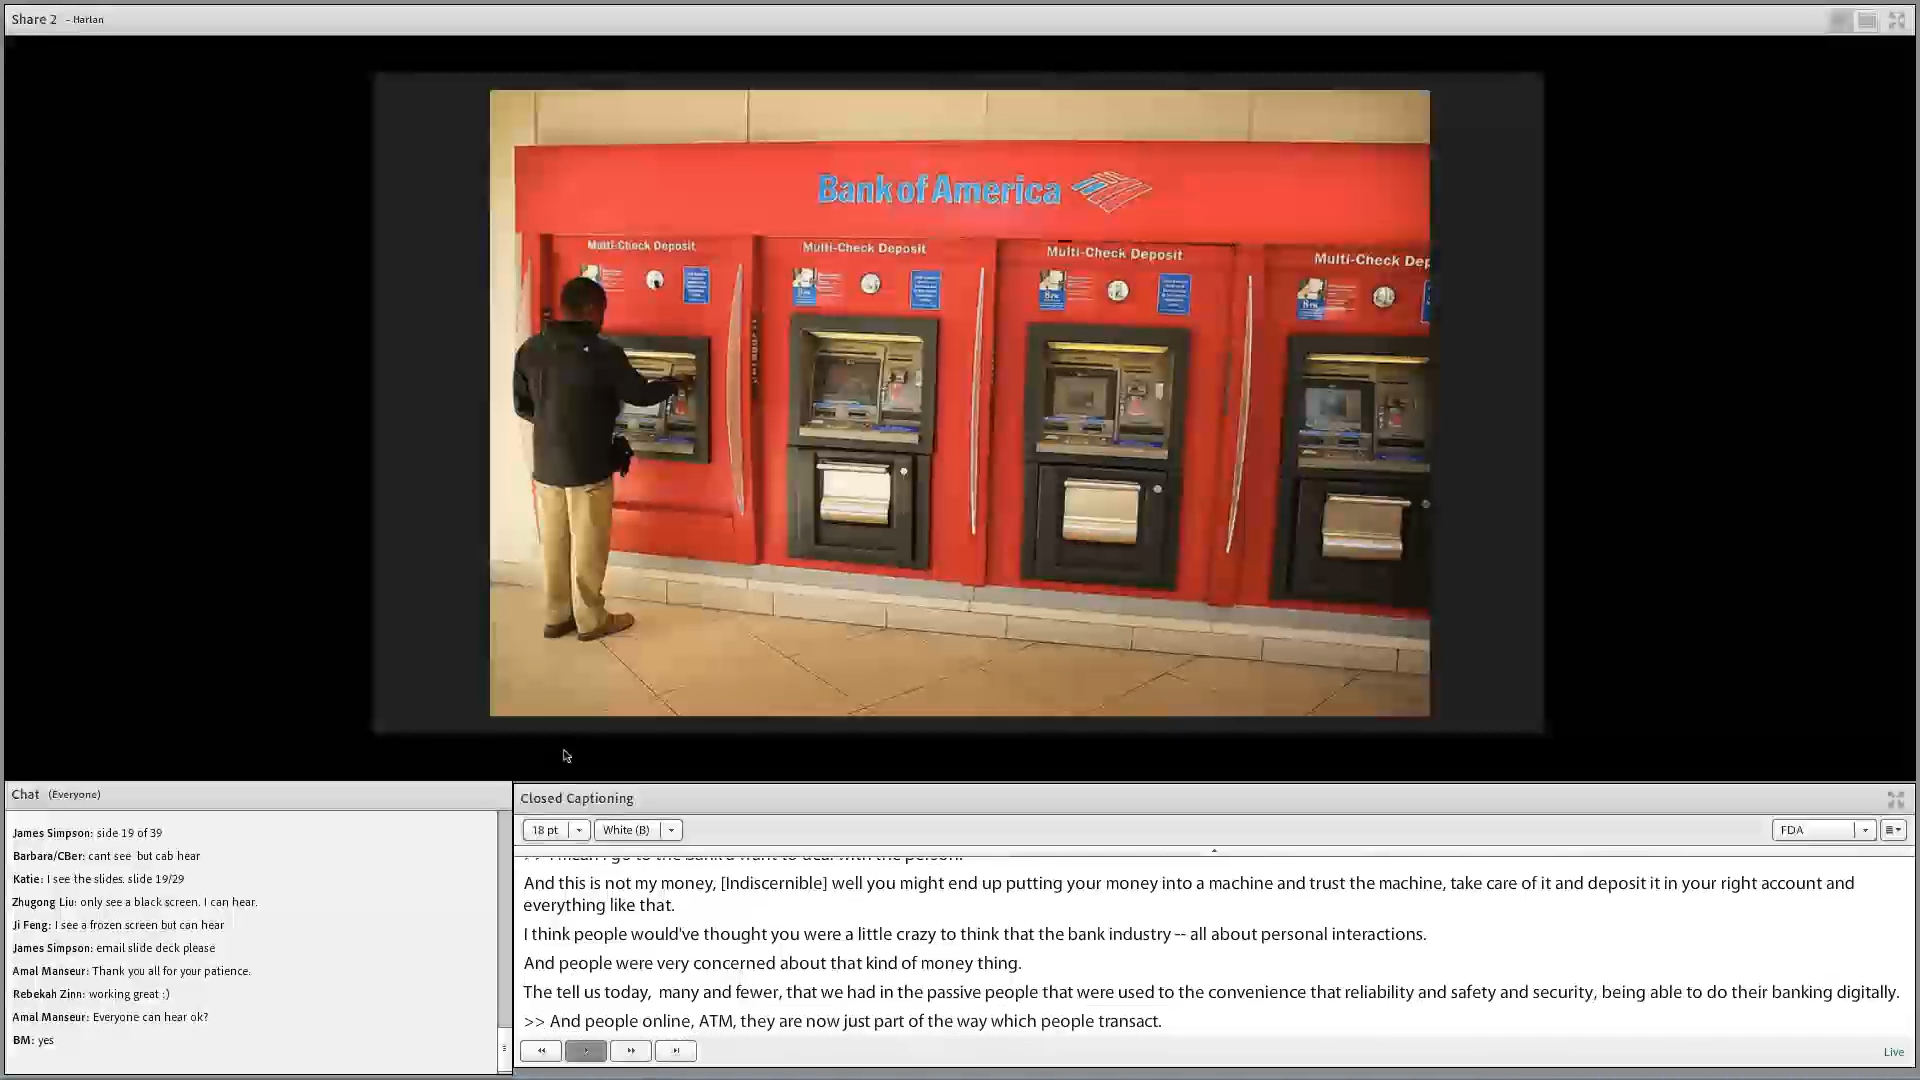 Share 2 - Harlan
Bank of America
Multi-Check Deposit
Multi-Check Deposit
Multi-Check Deposit
Multi-Check Dep
Chat (Everyone)
James Simpson: side 19 of 39
Barbara/CBer: cant see but cab hear
Katie: I see the slides. slide 19/29
Zhugong Liu: only see a black screen. I can hear.
Ji Feng: I see a frozen screen but can hear
James Simpson: email slide deck please
Amal Manseur: Thank you all for your patience.
Rebekah Zinn: working great :)
Amal Manseur: Everyone can hear ok?
BM: yes
Closed Captioning
18 pt
White (B)
FDA
And this is not my money, [Indiscernible] well you might end up putting your money into a machine and trust the machine, take care of it and deposit it in your right account and
everything like that.
I think people would've thought you were a little crazy to think that the bank industry -- all about personal interactions.
And people were very concerned about that kind of money thing.
The tell us today, many and fewer, that we had in the passive people that were used to the convenience that reliability and safety and security, being able to do their banking digitally.
>> And people online, ATM, they are now just part of the way which people transact.
Live